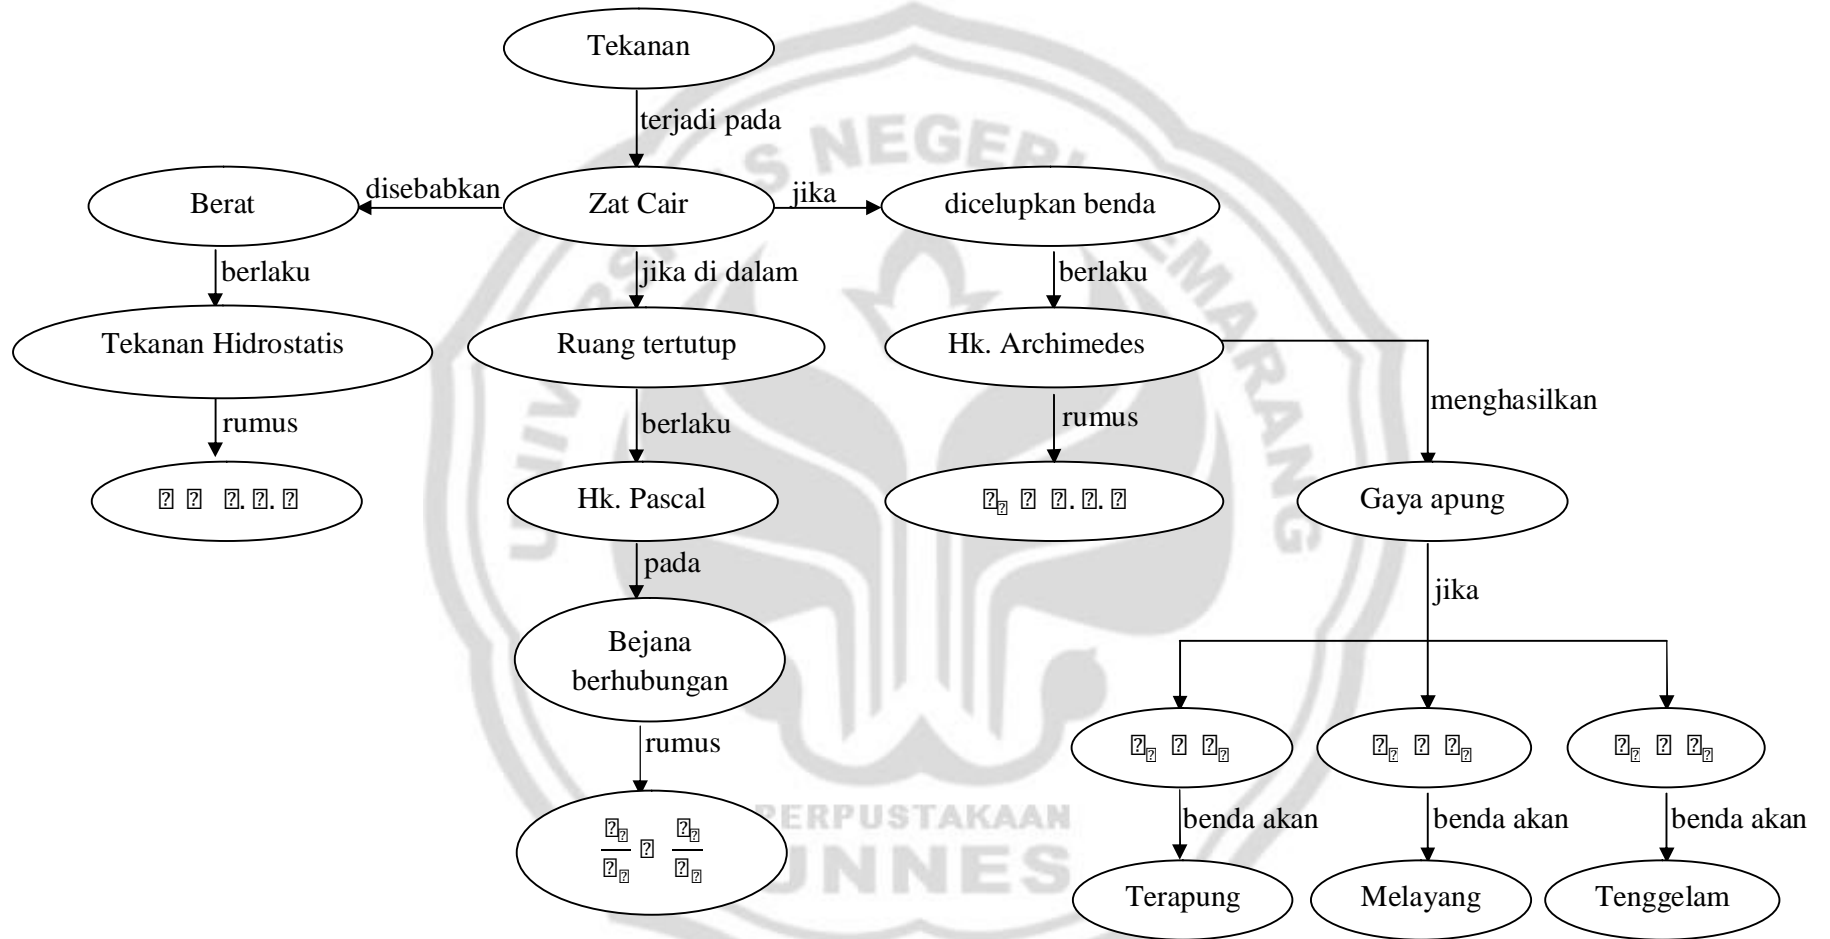 Tekanan
terjadi pada
Berat
disebabkan
Zat Cair
jika
dicelupkan benda
berlaku
jika di dalam
berlaku
Tekanan Hidrostatis
Ruang tertutup
Hk. Archimedes
menghasilkan
rumus
berlaku
rumus
Hk. Pascal
Gaya apung
pada
jika
Bejana
berhubungan
rumus
benda akan
benda akan
benda akan
Terapung
Melayang
Tenggelam
UNIVERSITAS NEGERI SEMARANG
PERPUSTAKAAN
UNNES